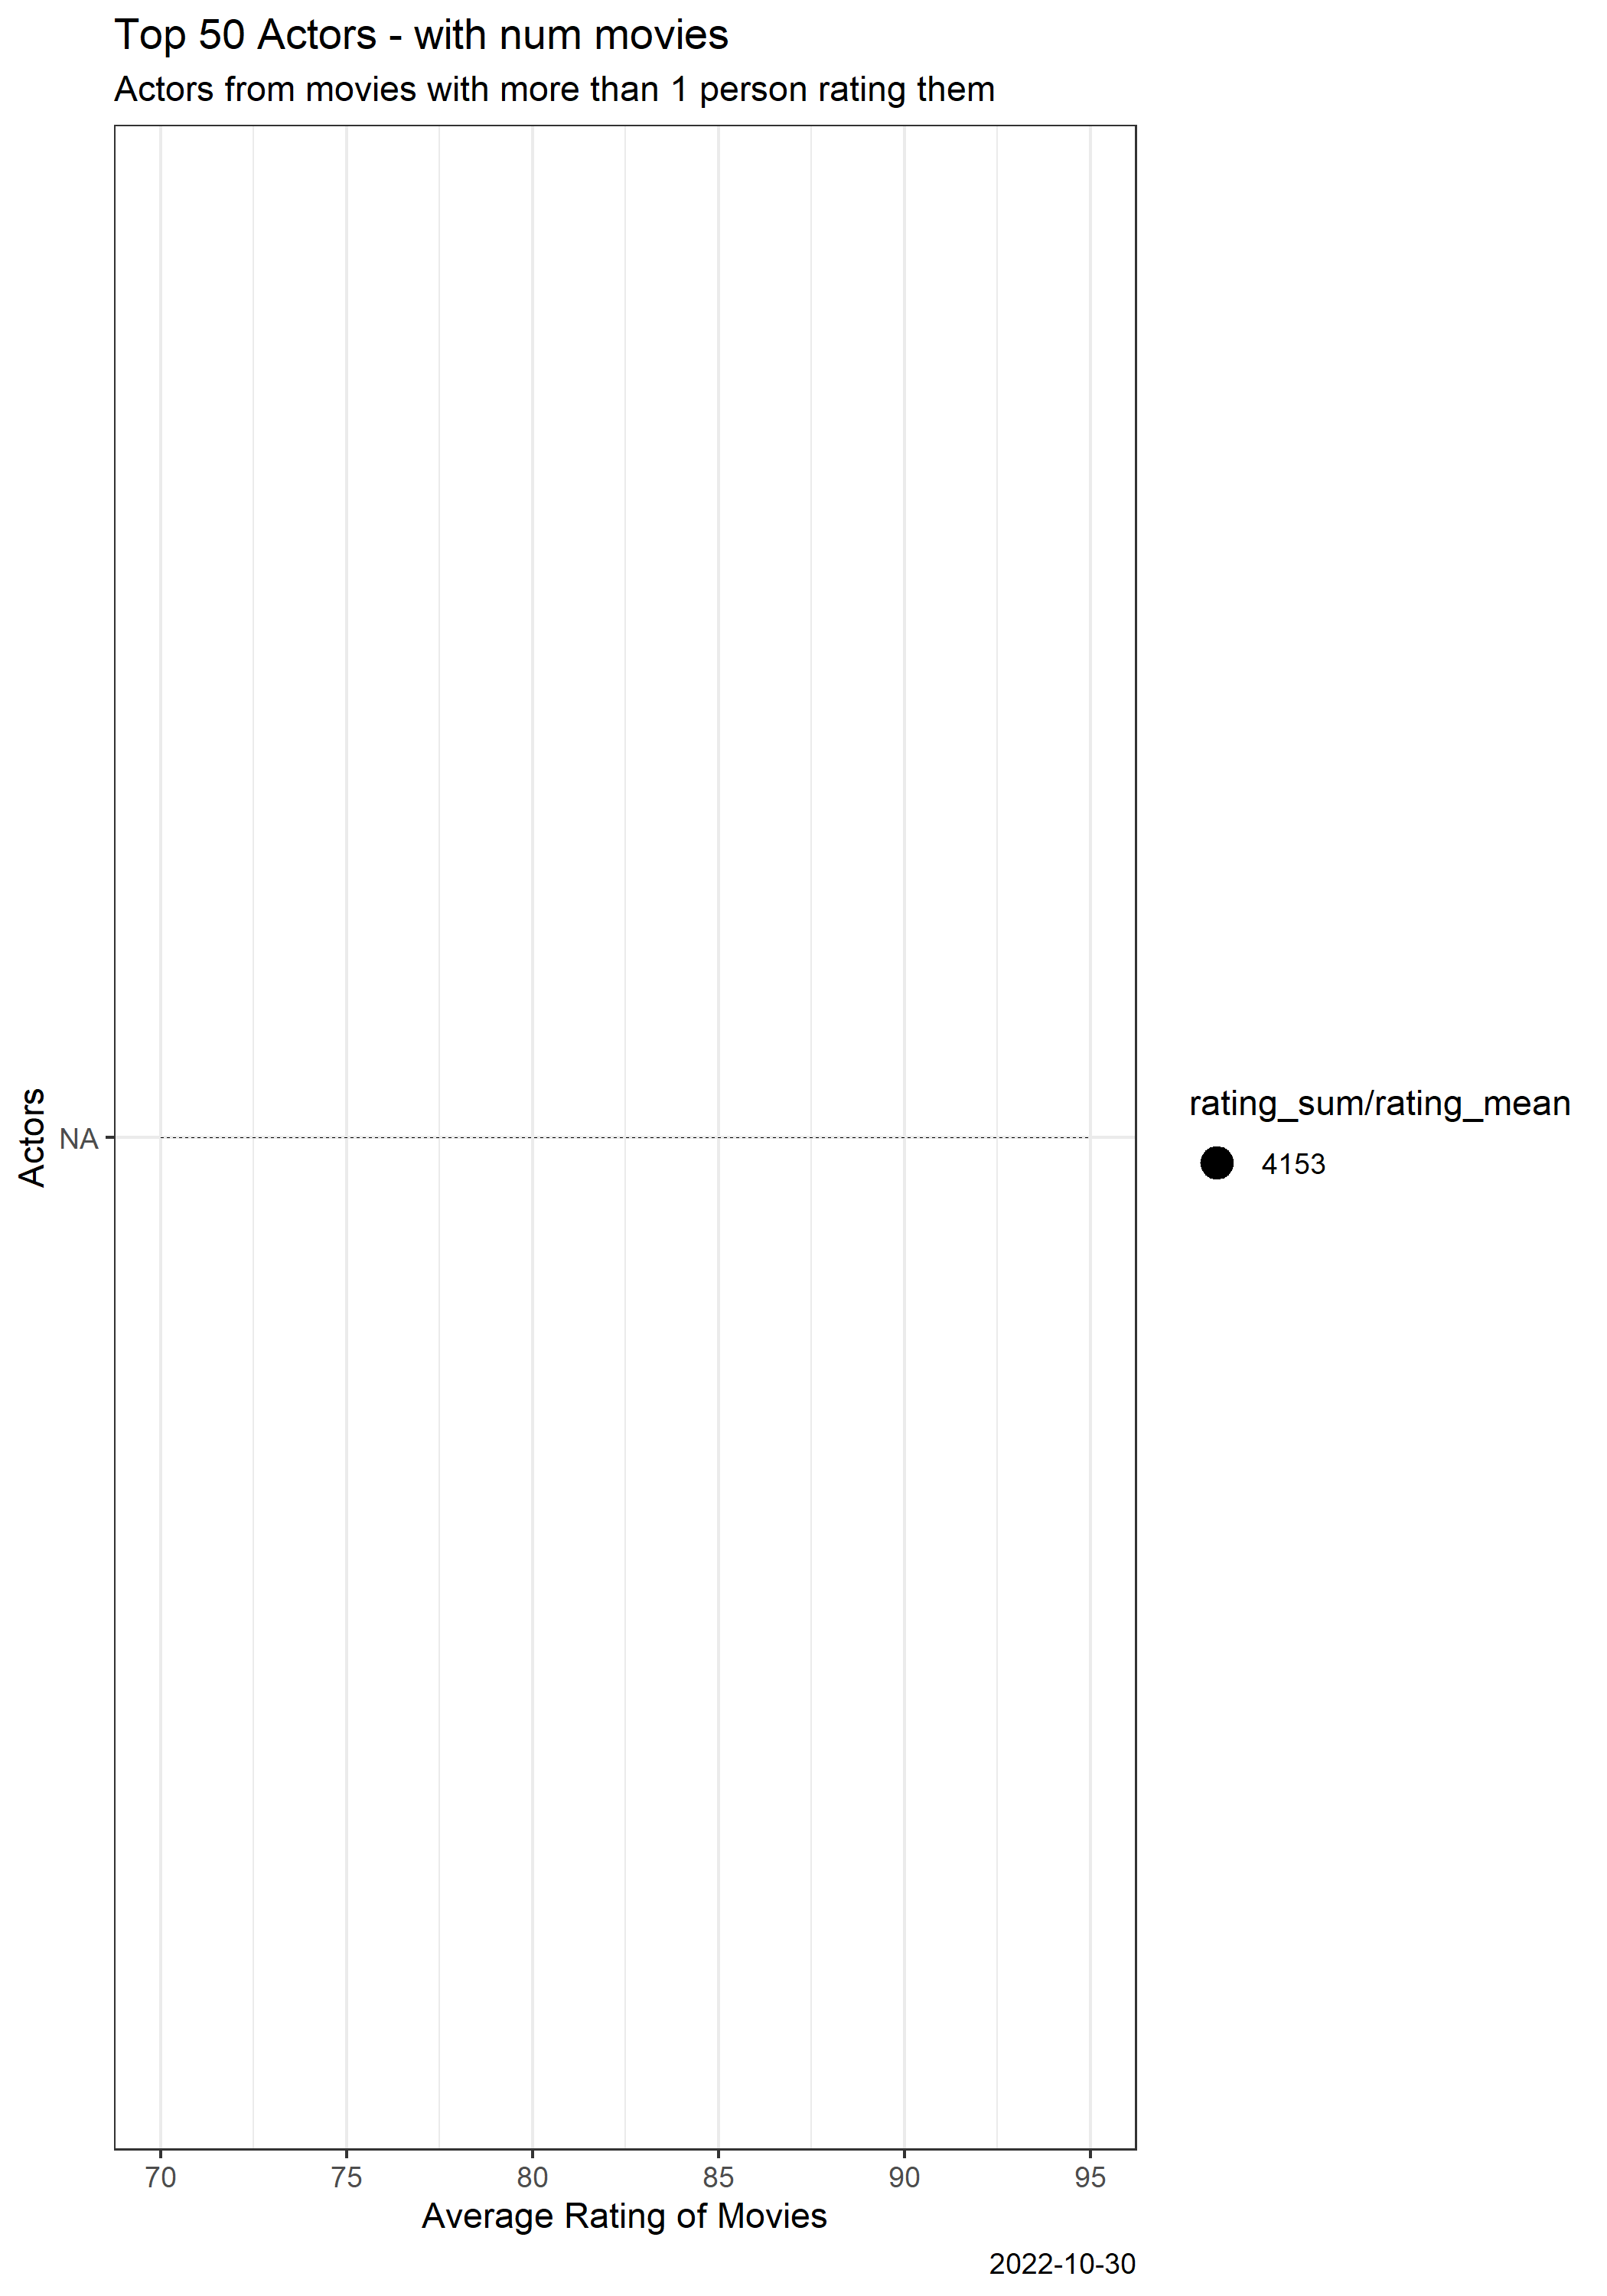 Top 50 Actors - with num movies
Actors from movies with more than 1 person rating them
Actors
NA
rating_sum/rating_mean
4153
70 75 80 85 90 95
Average Rating of Movies
2022-10-30